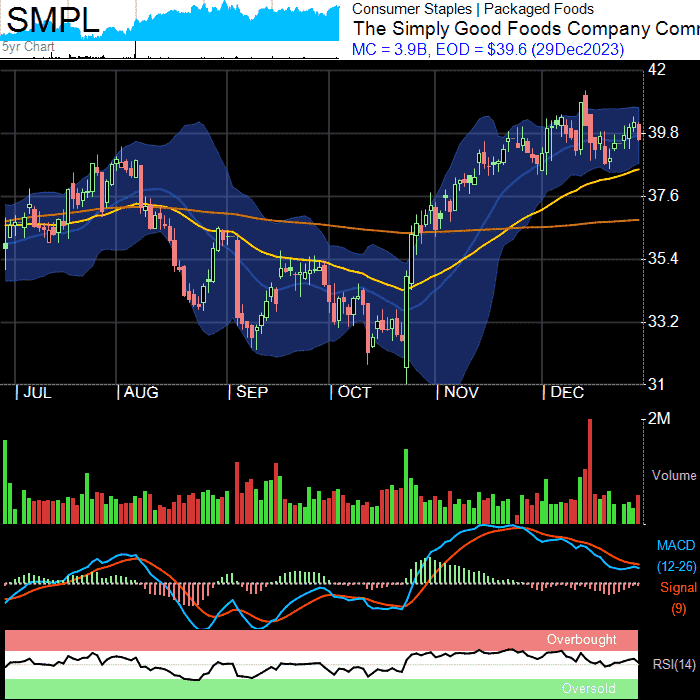 SMPL
5yr Chart
Consumer Staples | Packaged Foods
The Simply Good Foods Company Com
MC = 3.9B, EOD = $39.6 (29Dec2023)
42
39.8
37.6
35.4
33.2
31
| JUL | AUG | SEP | OCT | NOV | DEC
2M
Volume
MACD
(12-26)
Signal
(9)
Overbought
RSI(14)
Oversold